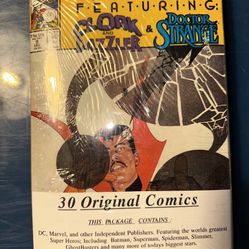 FEATURING:
CLOAK
AND
DAZZLER
&
DOCTOR
STRANGE
30 Original Comics
THIS PACKAGE CONTAINS:
DC, Marvel, and other Independent Publishers. Featuring the worlds greatest
Super Heros; Including Batman, Superman, Spiderman, Slimmer,
GhostBusters and many more of todays biggest stars.